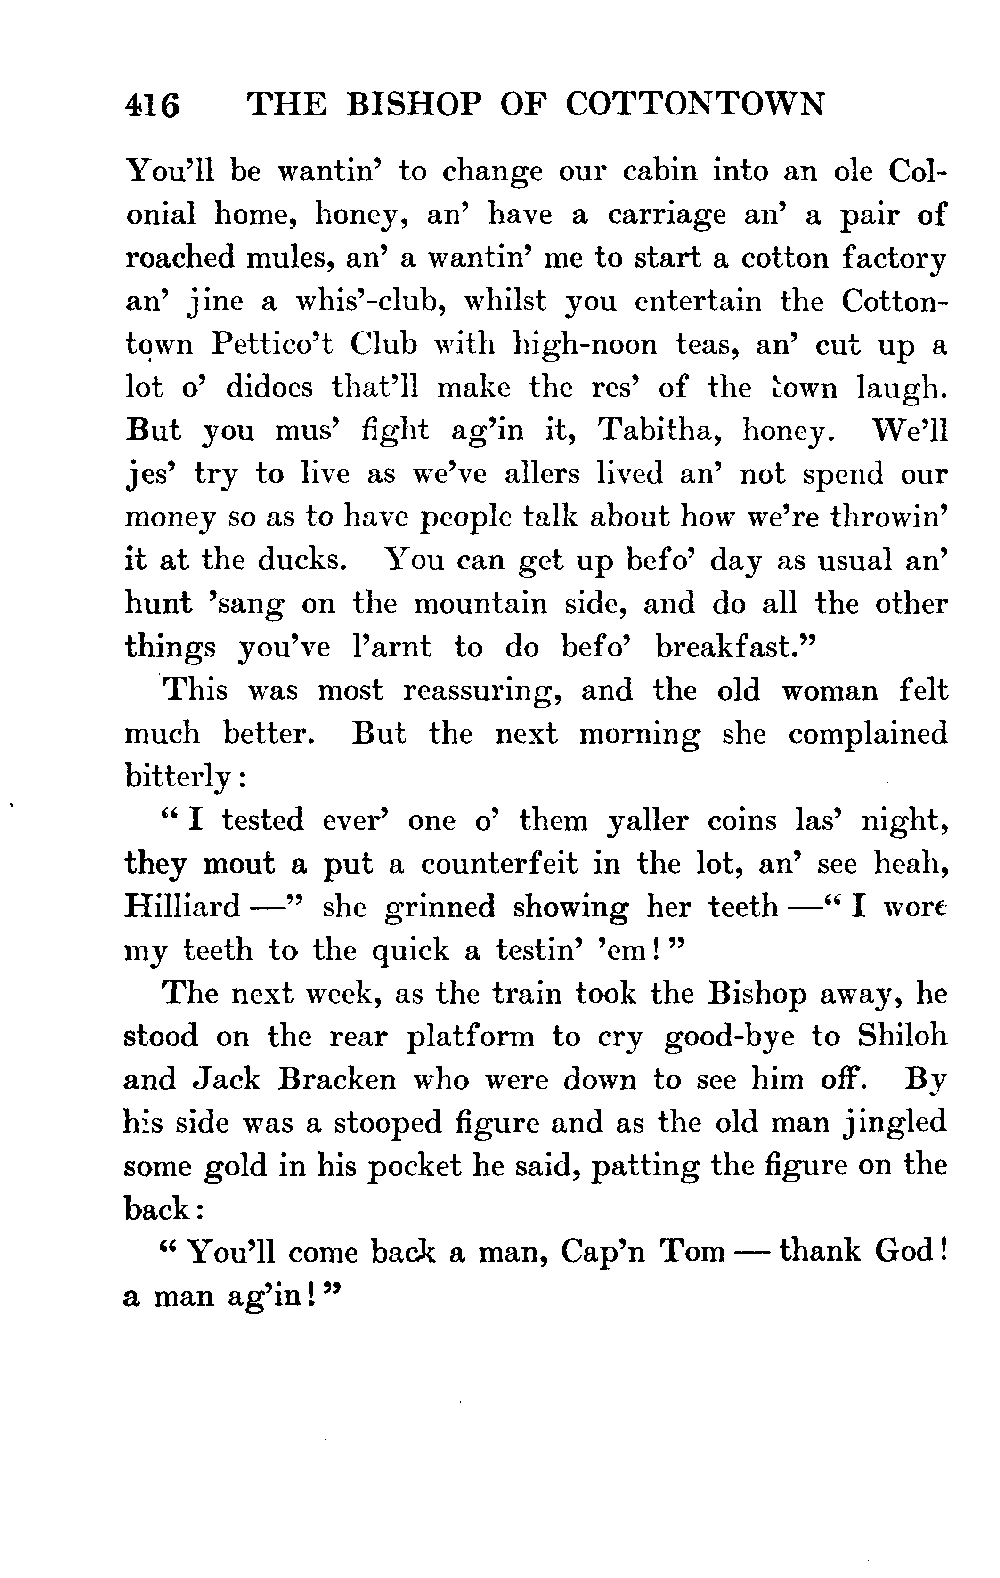 416 THE BISHOP OF COTTONTOWN
You'll be wantin' to change our cabin into an ole Col-
onial home, honey, an' have a carriage an' a pair of
roached mules, an' a wantin' me to start a cotton factory
an' jine a whis'-club, whilst you entertain the Cotton-
town Pettico't Club with high-noon teas, an' cut up a
lot o' didoes that'll make the res' of the town laugh.
But you mus' fight ag'in it, Tabitha, honey. We'll
jes' try to live as we've allers lived an' not spend our
money so as to have people talk about how we're throwin'
it at the ducks. You can get up befo' day as usual an'
hunt 'sang on the mountain side, and do all the other
things you've l'arnt to do befo' breakfast."
This was most reassuring, and the old woman felt
much better. But the next morning she complained
bitterly:
"I tested ever' one o' them yaller coins las' night,
they mout a put a counterfeit in the lot, an' see heah,
Hilliard —" she grinned showing her teeth —"I wore
my teeth to the quick a testin' 'em!"
The next week, as the train took the Bishop away, he
stood on the rear platform to cry good-bye to Shiloh
and Jack Bracken who were down to see him off. By
his side was a stooped figure and as the old man jingled
some gold in his pocket he said, patting the figure on the
back:
"You'll come back a man, Cap'n Tom — thank God!
a man ag'in!"